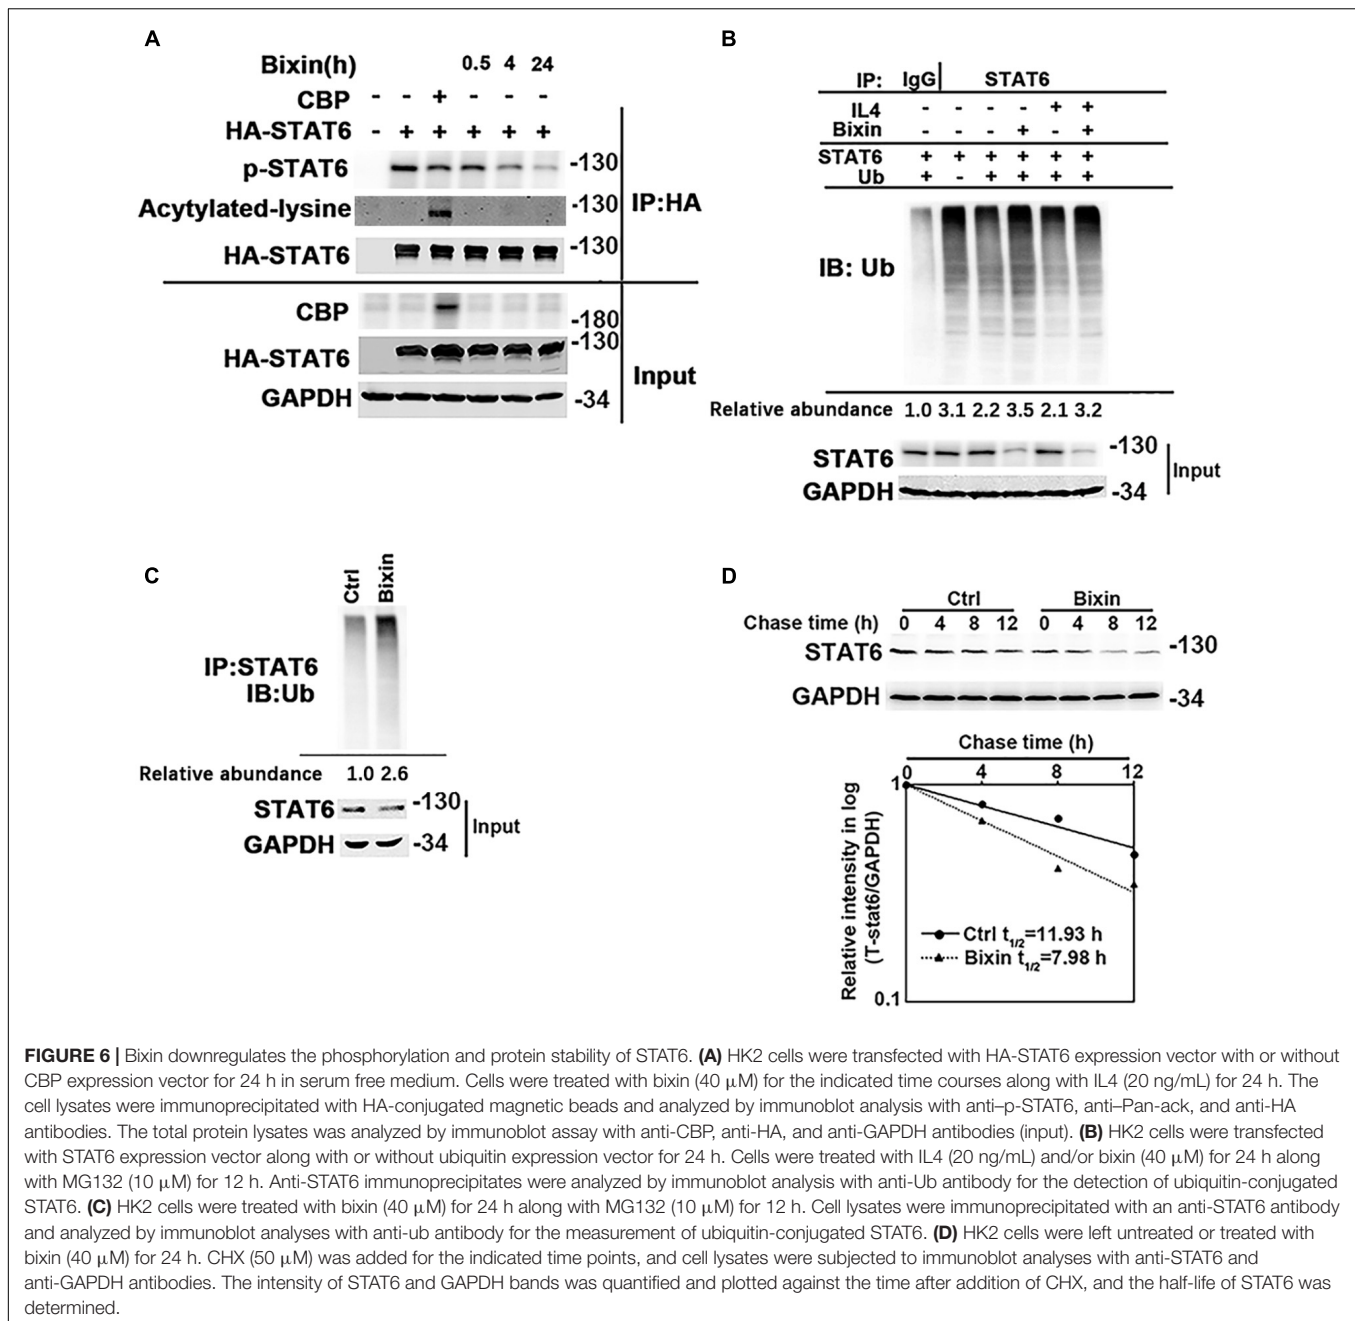 A
Bixin(h) 0.5 4 24
CBP - - + - - -
HA-STAT6 - + + + + +
p-STAT6 -130
Acytylated-lysine -130
HA-STAT6 -130
IP:HA
CBP -180
HA-STAT6 -130
GAPDH -34
Input
B
IP: IgG STAT6
IL4 - - - - + +
Bixin - - - + - +
STAT6 + + + + + +
Ub + - + + + +
IB: Ub
Relative abundance 1.0 3.1 2.2 3.5 2.1 3.2
STAT6 -130
GAPDH -34
Input
C
Ctrl Bixin
IP:STAT6
IB:Ub
Relative abundance 1.0 2.6
STAT6 -130
GAPDH -34
Input
D
Ctrl Bixin
Chase time (h) 0 4 8 12 0 4 8 12
STAT6 -130
GAPDH -34
Chase time (h)
0 4 8 12
1
0.1
Relative intensity in log
(T-stat6/GAPDH)
Ctrl t1/2=11.93 h
Bixin t1/2=7.98 h
FIGURE 6 | Bixin downregulates the phosphorylation and protein stability of STAT6. (A) HK2 cells were transfected with HA-STAT6 expression vector with or without
CBP expression vector for 24 h in serum free medium. Cells were treated with bixin (40 μM) for the indicated time courses along with IL4 (20 ng/mL) for 24 h. The
cell lysates were immunoprecipitated with HA-conjugated magnetic beads and analyzed by immunoblot analysis with anti–p-STAT6, anti–Pan-ack, and anti-HA
antibodies. The total protein lysates was analyzed by immunoblot assay with anti-CBP, anti-HA, and anti-GAPDH antibodies (input). (B) HK2 cells were transfected
with STAT6 expression vector along with or without ubiquitin expression vector for 24 h. Cells were treated with IL4 (20 ng/mL) and/or bixin (40 μM) for 24 h along
with MG132 (10 μM) for 12 h. Anti-STAT6 immunoprecipitates were analyzed by immunoblot analysis with anti-Ub antibody for the detection of ubiquitin-conjugated
STAT6. (C) HK2 cells were treated with bixin (40 μM) for 24 h along with MG132 (10 μM) for 12 h. Cell lysates were immunoprecipitated with an anti-STAT6 antibody
and analyzed by immunoblot analyses with anti-ub antibody for the measurement of ubiquitin-conjugated STAT6. (D) HK2 cells were left untreated or treated with
bixin (40 μM) for 24 h. CHX (50 μM) was added for the indicated time points, and cell lysates were subjected to immunoblot analyses with anti-STAT6 and
anti-GAPDH antibodies. The intensity of STAT6 and GAPDH bands was quantified and plotted against the time after addition of CHX, and the half-life of STAT6 was
determined.